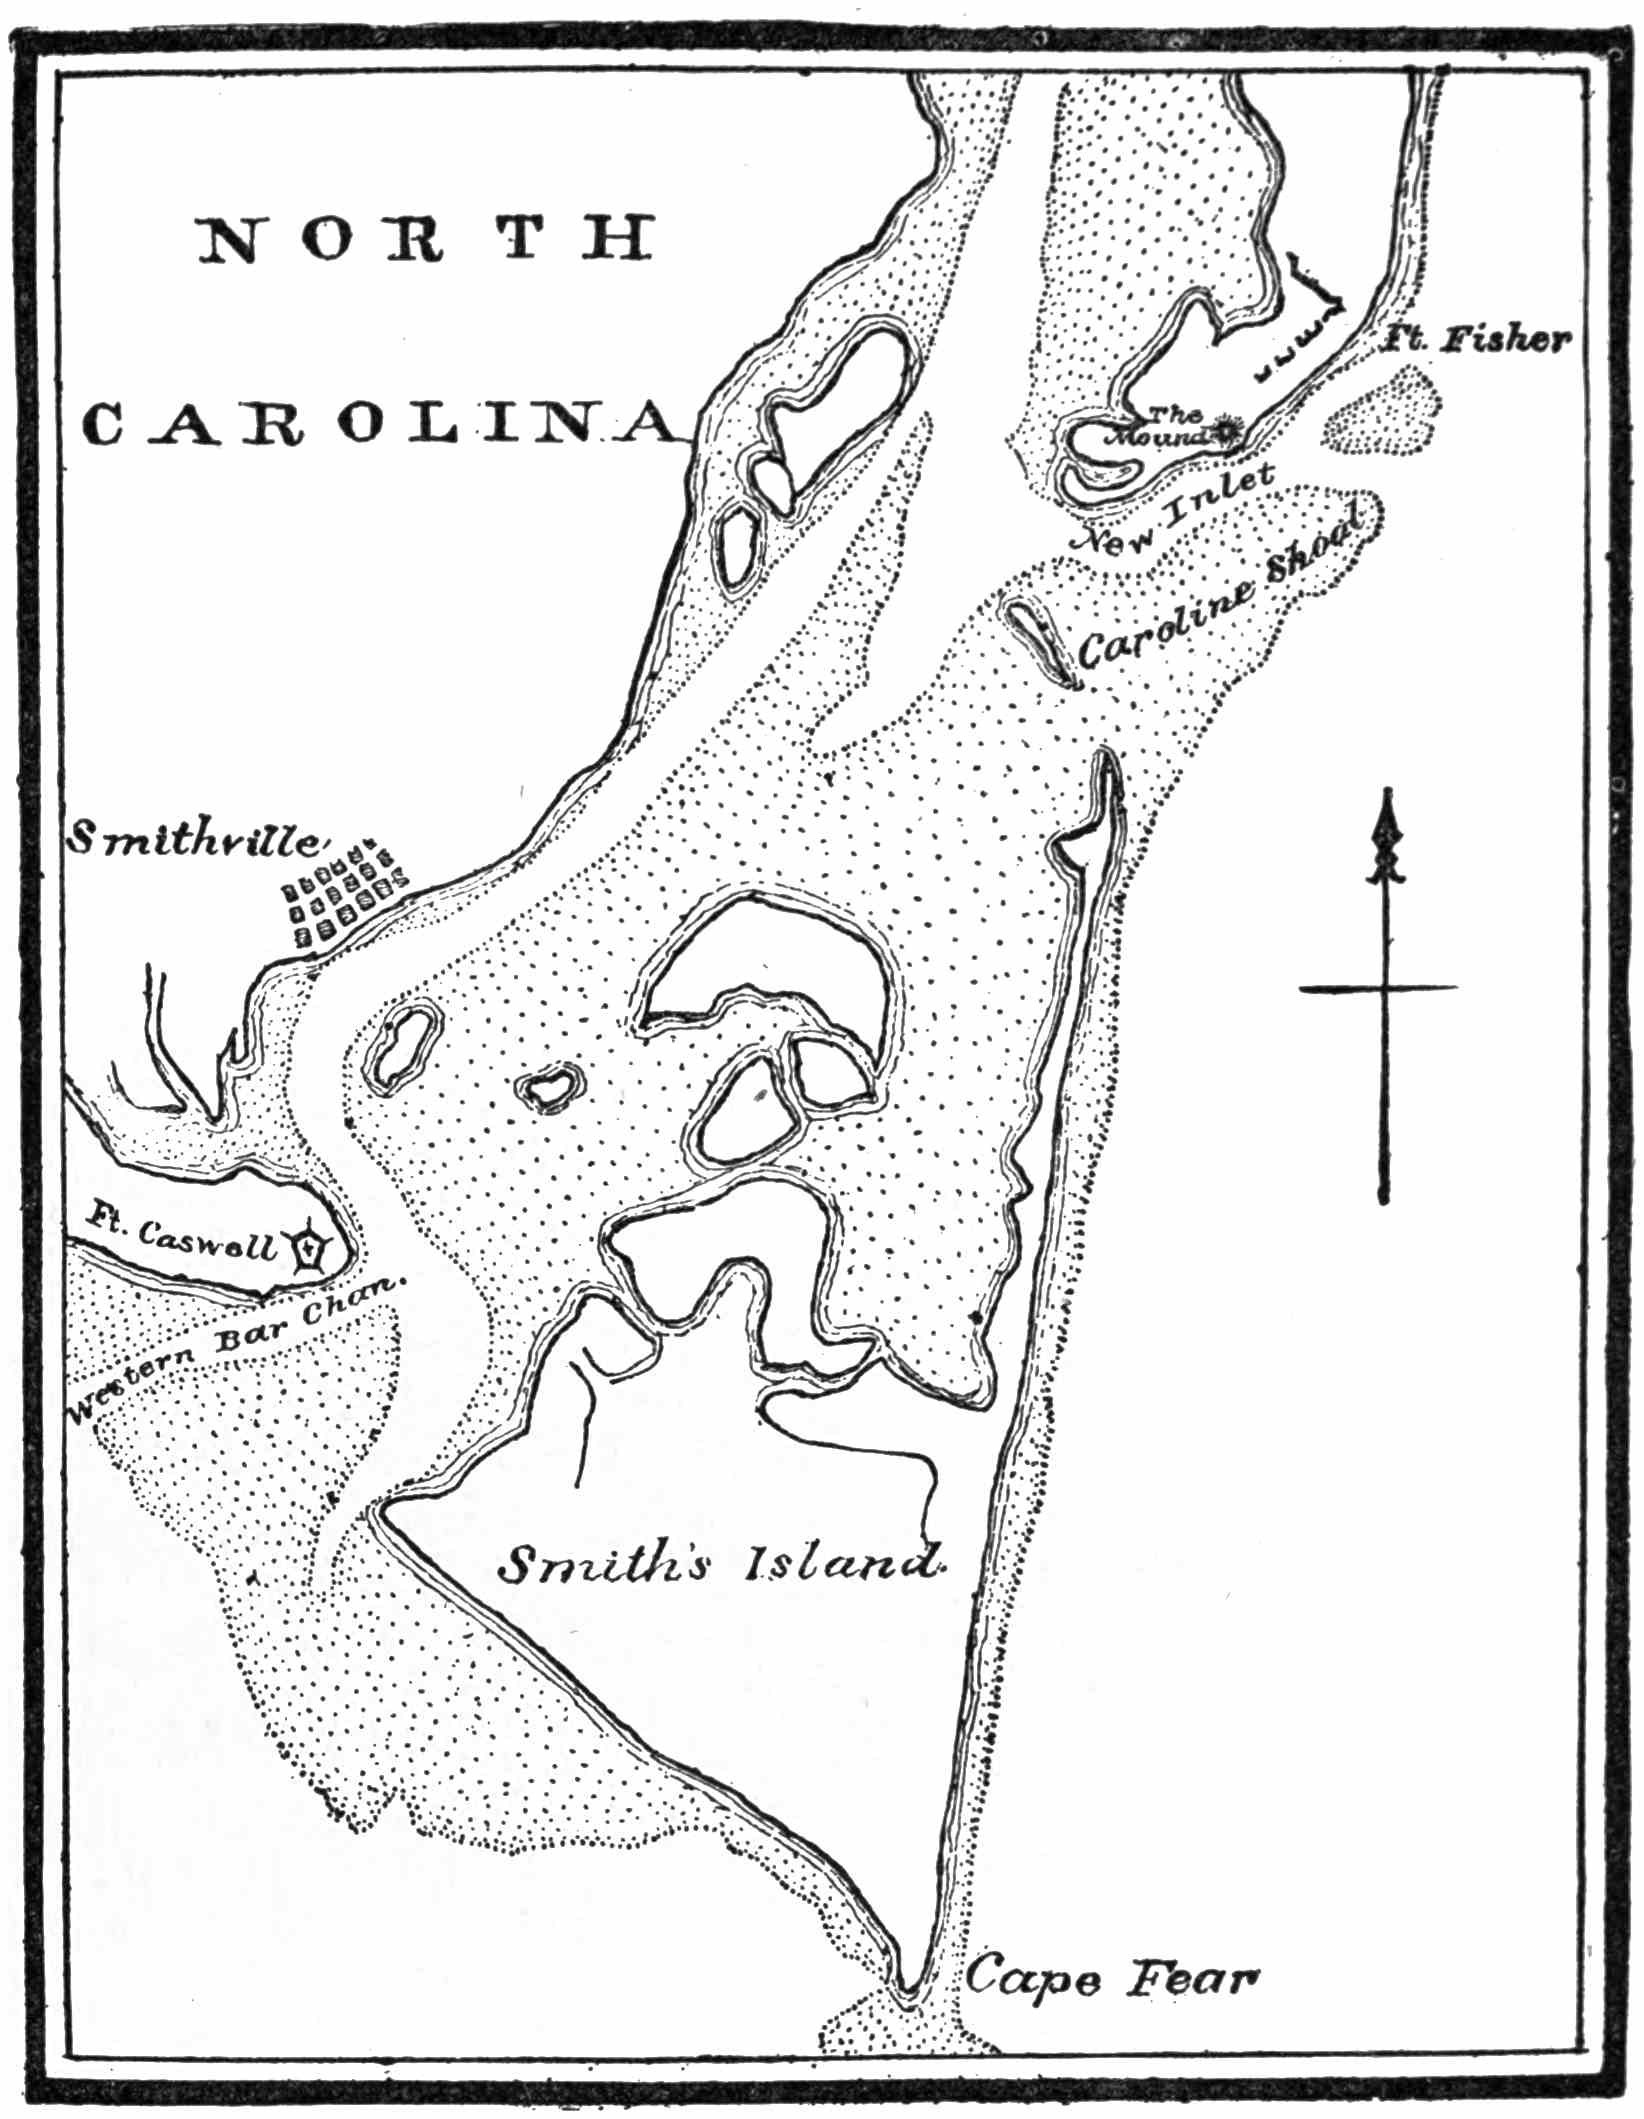 NORTH
CAROLINA
Ft. Fisher
The
Mound
New Inlet
Caroline Shoal
Smithville
Ft. Caswell
Western Bar Chan.
Smith's Island.
Cape Fear